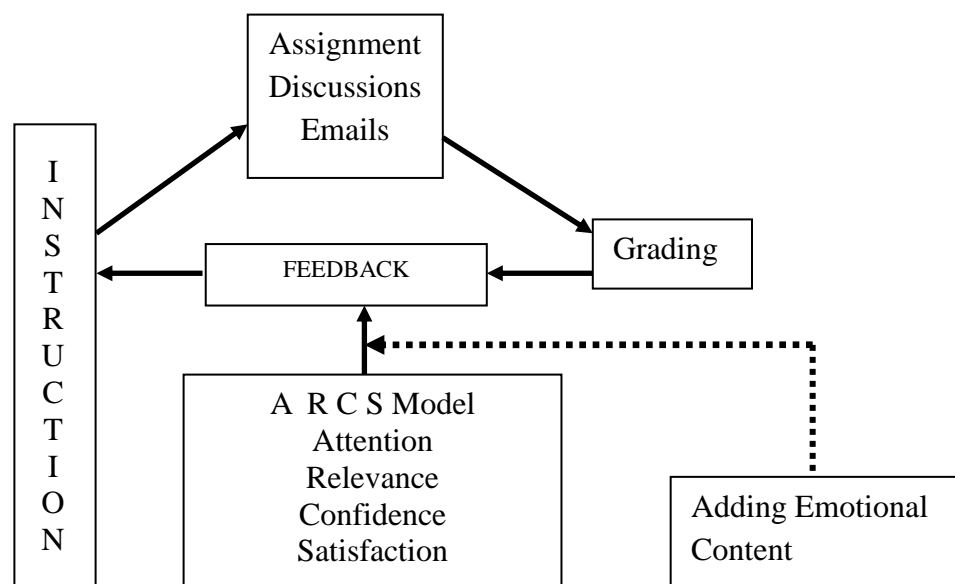 Assignment
Discussions
Emails
I
N
S
T
R
U
C
T
I
O
N
Grading
FEEDBACK
A R C S Model
Attention
Relevance
Confidence
Satisfaction
Adding Emotional
Content